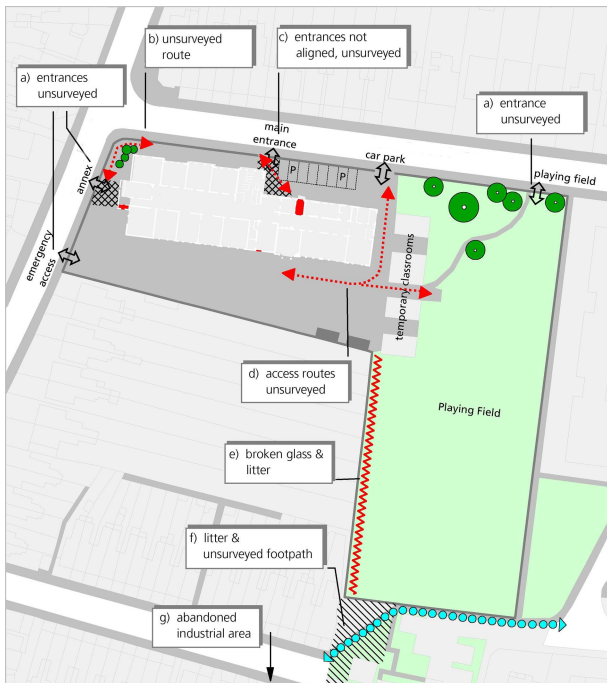 b) unsurveyed
route
c) entrances not
aligned, unsurveyed
a) entrances
unsurveyed
a) entrance
unsurveyed
main
entrance
car park
playing field
P
P
annex
emergency
access
temporary classrooms
d) access routes
unsurveyed
Playing Field
e) broken glass &
litter
f) litter &
unsurveyed footpath
g) abandoned
industrial area